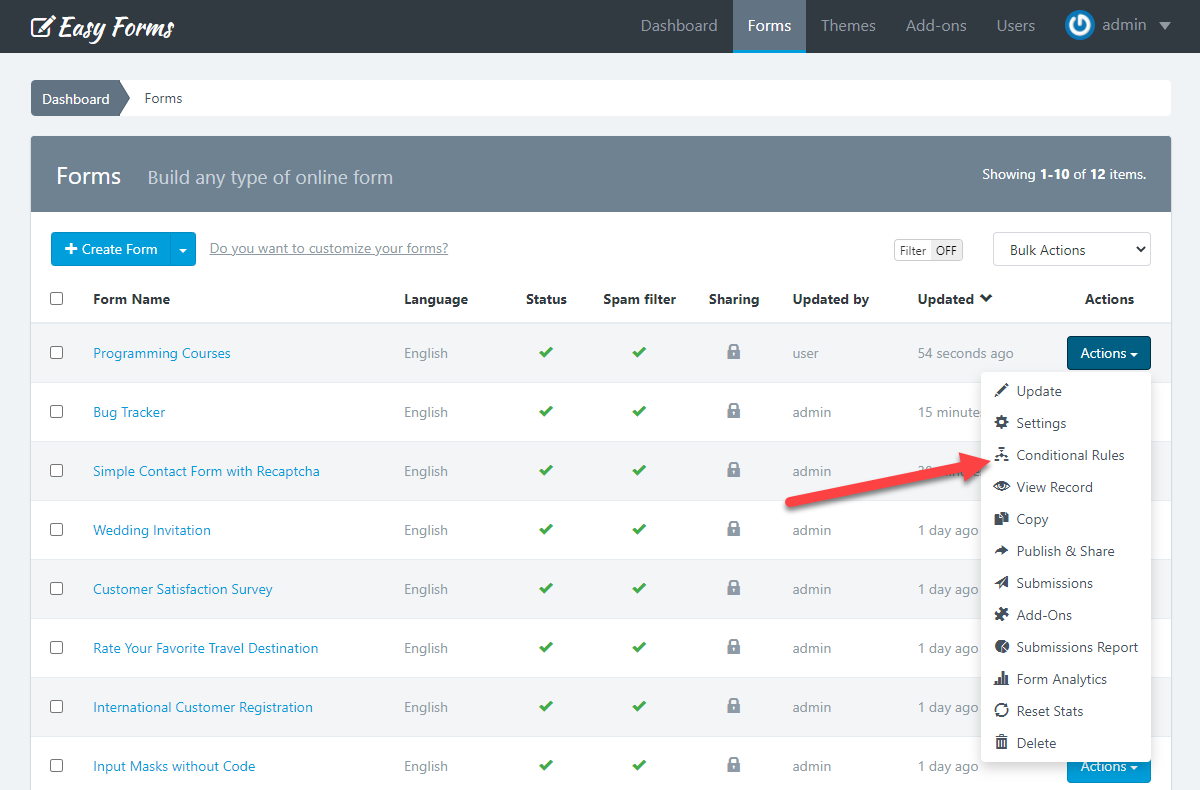 Easy Forms
Dashboard Forms Themes Add-ons Users admin
Dashboard Forms
Forms Build any type of online form Showing 1-10 of 12 items.
Create Form Do you want to customize your forms? Filter OFF Bulk Actions
Form Name Language Status Spam filter Sharing Updated by Updated Actions
Programming Courses English user 54 seconds ago Actions
Bug Tracker English admin 15 minutes
Simple Contact Form with Recaptcha English admin
Wedding Invitation English admin 1 day ago
Customer Satisfaction Survey English admin 1 day ago
Rate Your Favorite Travel Destination English admin 1 day ago
International Customer Registration English admin 1 day ago
Input Masks without Code English admin 1 day ago Actions
Update
Settings
Conditional Rules
View Record
Copy
Publish & Share
Submissions
Add-Ons
Submissions Report
Form Analytics
Reset Stats
Delete